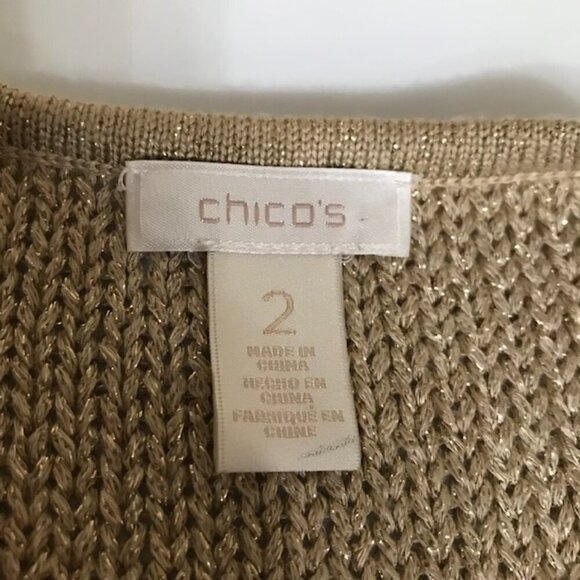 chico's
2
MADE IN
CHINA
HECHO EN
CHINA
FABRIQUÉ EN
CHINE